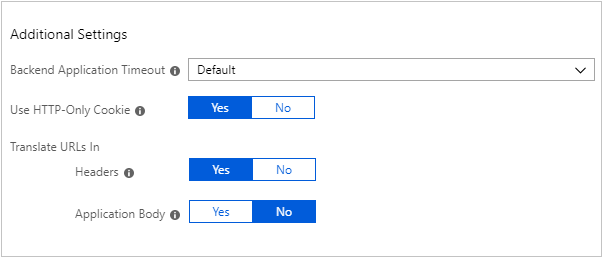 Additional Settings
Backend Application Timeout Default
Use HTTP-Only Cookie Yes No
Translate URLs In
Headers Yes No
Application Body Yes No